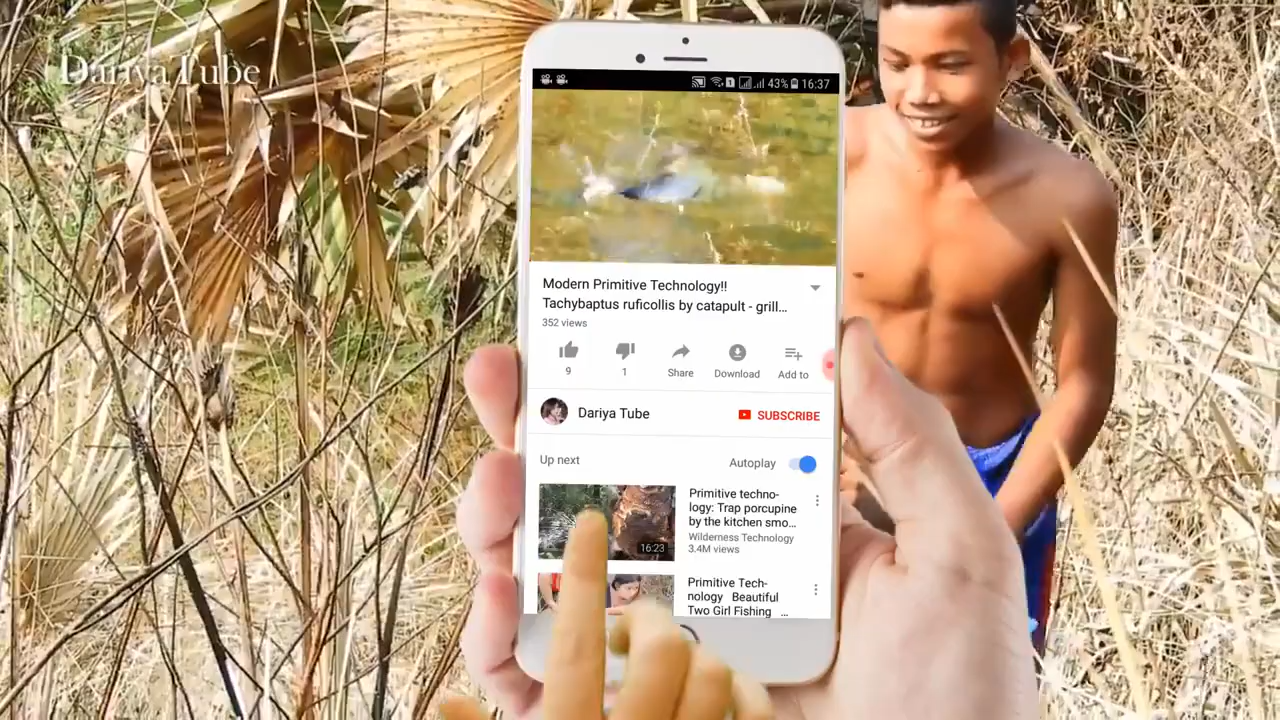 Dariya Tube
43% 16:37
Modern Primitive Technology!!
Tachybaptus ruficollis by catapult - grill...
352 views
9
1
Share
Download
Add to
Dariya Tube
SUBSCRIBE
Up next
Autoplay
16:23
Primitive techno-
logy: Trap porcupine
by the kitchen smo...
Wilderness Technology
3.4M views
Primitive Tech-
nology Beautiful
Two Girl Fishing ...